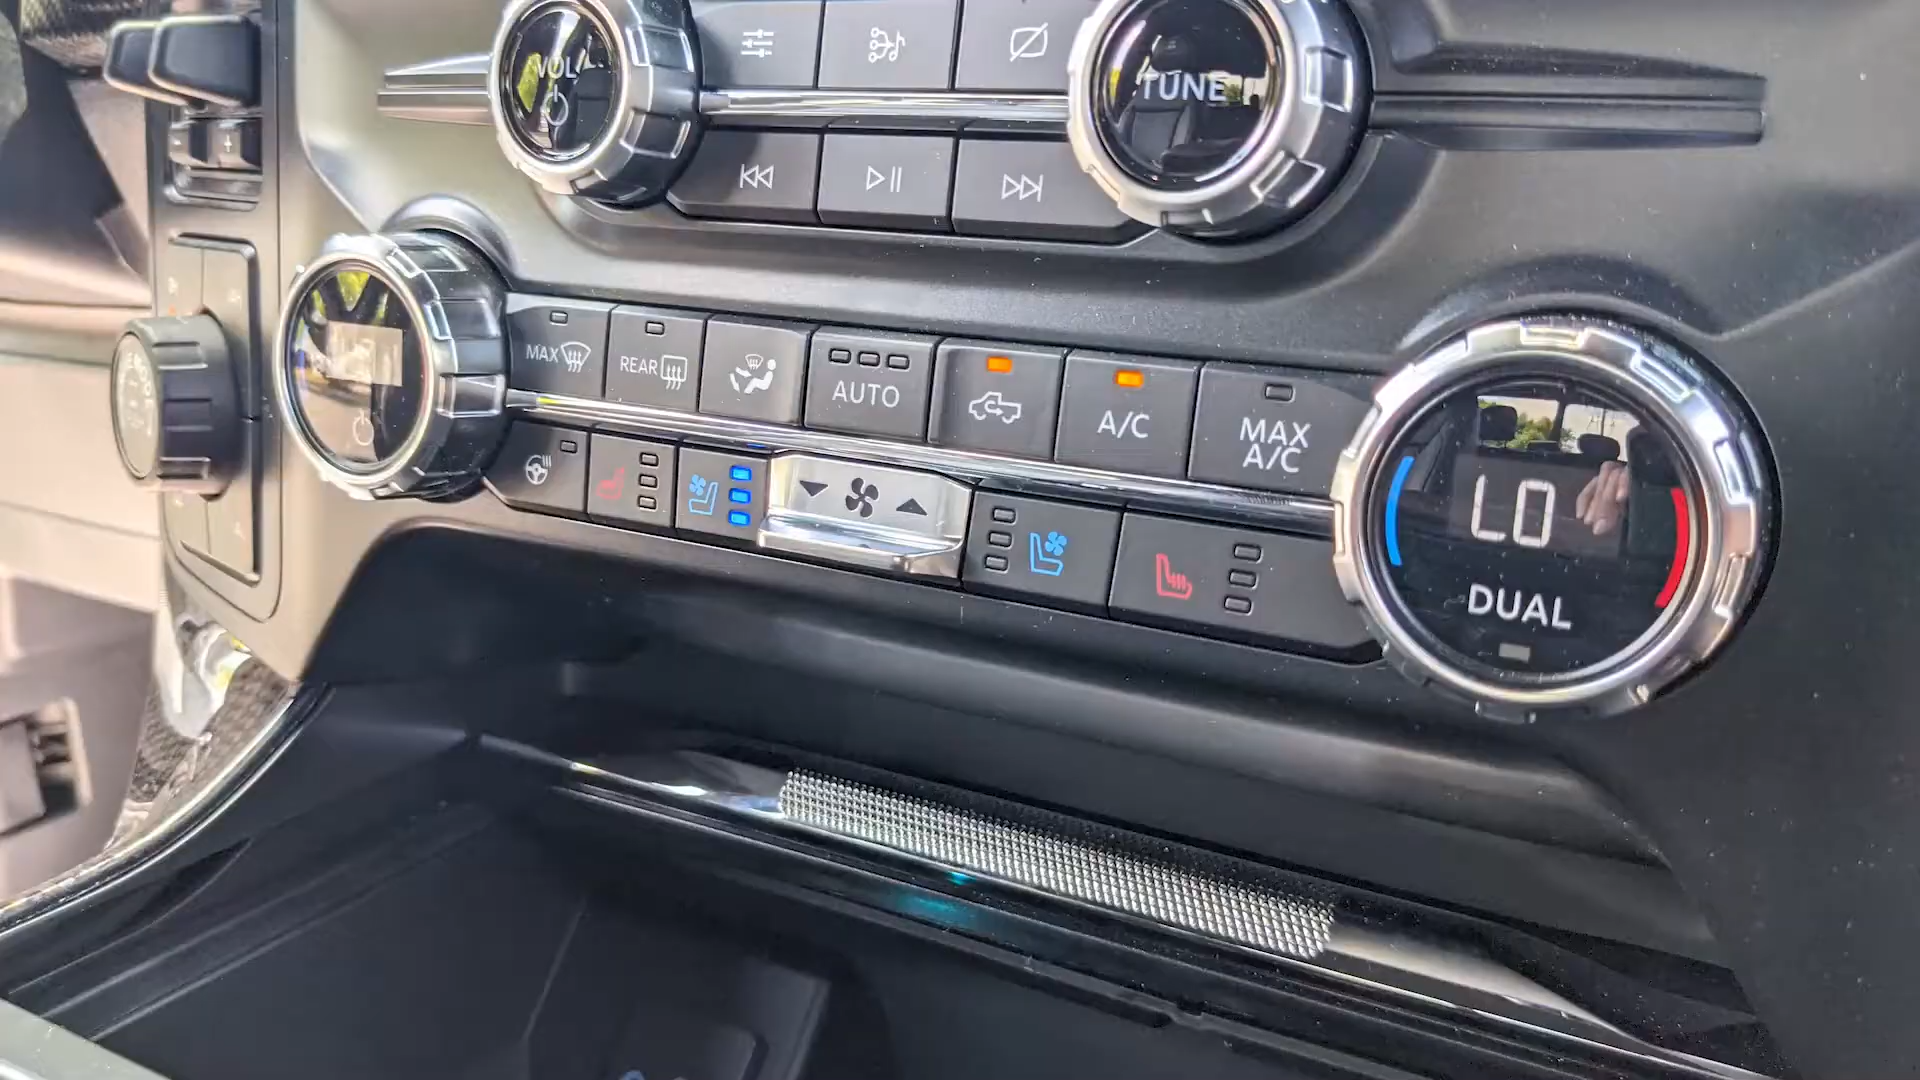 VOL
TUNE
MAX
REAR
AUTO
A/C
MAX
A/C
LO
DUAL